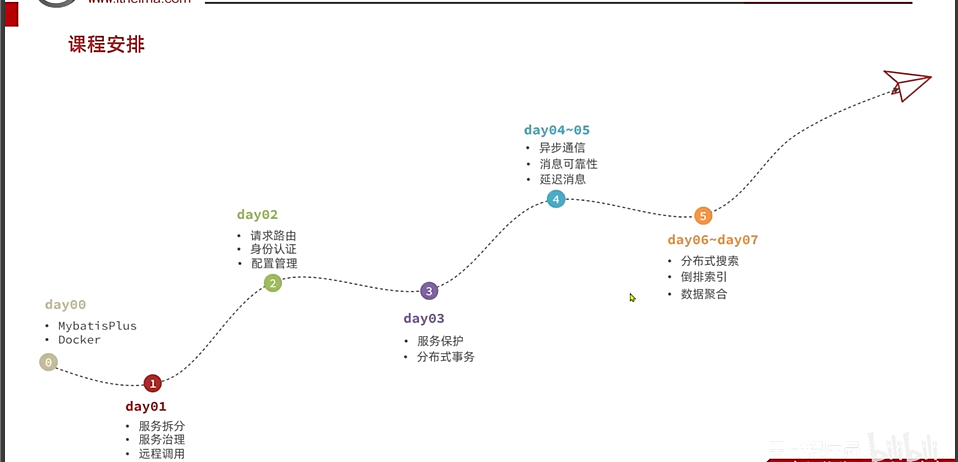 www.itheima.com
课程安排
day04~05
• 异步通信
• 消息可靠性
• 延迟消息
4
day02
• 请求路由
• 身份认证
• 配置管理
2
5
day06~day07
• 分布式搜索
• 倒排索引
• 数据聚合
3
day03
• 服务保护
• 分布式事务
day00
• MybatisPlus
• Docker
0
1
day01
• 服务拆分
• 服务治理
• 远程调用
bilibili